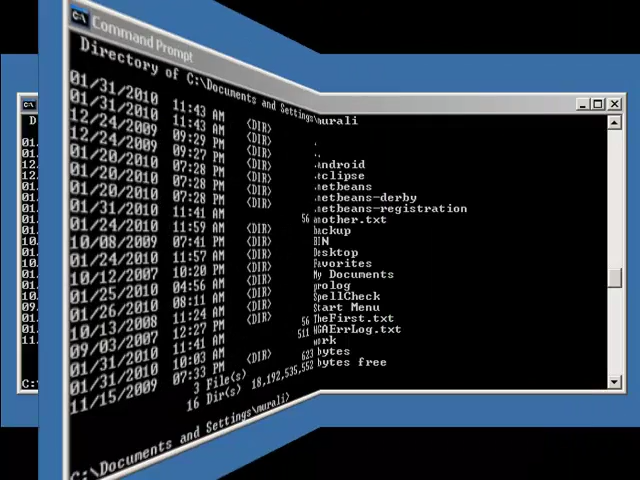 Command Prompt
Directory of C:\Documents and Settings\murali
01/31/2010 11:43 AM <DIR> .
01/31/2010 11:43 AM <DIR> ..
12/24/2009 09:29 PM <DIR> .android
12/24/2009 09:27 PM <DIR> .eclipse
01/20/2010 07:28 PM <DIR> .netbeans
01/20/2010 07:28 PM <DIR> .netbeans-derby
01/20/2010 07:28 PM <DIR> .netbeans-registration
01/31/2010 11:41 AM 56 another.txt
01/24/2010 11:59 AM <DIR> backup
10/08/2009 07:41 PM <DIR> BIN
01/24/2010 11:57 AM <DIR> Desktop
10/12/2007 10:20 PM <DIR> Favorites
01/25/2010 04:56 AM <DIR> My Documents
01/26/2010 08:11 AM <DIR> prolog
10/13/2008 11:24 AM <DIR> SpellCheck
09/03/2007 12:27 PM <DIR> Start Menu
01/31/2010 11:41 AM 56 TheFirst.txt
01/31/2010 10:03 AM 511 WGAErrLog.txt
11/15/2009 07:33 PM <DIR> work
3 File(s) 623 bytes
16 Dir(s) 18,192,535,552 bytes free
C:\Documents and Settings\murali>